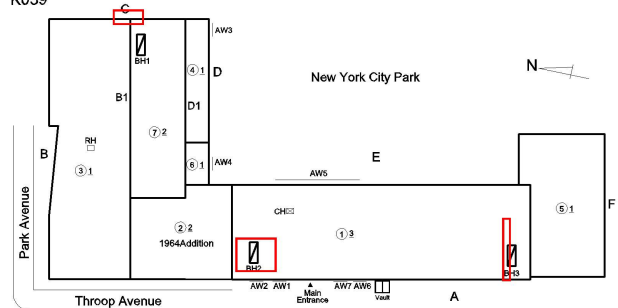 K039
C
AW3
BH1
④ 1
D
New York City Park
N
B1
D1
⑦ 2
RH
B
③ 1
⑥ 1
AW4
E
AW5
⑤ 1
F
Park Avenue
CH
② 2
1964Addition
① 3
BH2
BH3
AW2 AW1
Main
Entrance
AW7 AW6
Vault
A
Throop Avenue